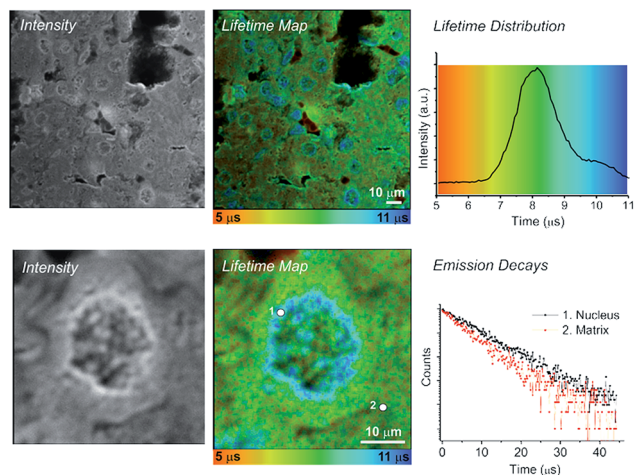 Intensity
Lifetime Map
Lifetime Distribution
Intensity (a.u.)
10 μm
5 μs
11 μs
5 6 7 8 9 10 11
Time (μs)
Intensity
Lifetime Map
Emission Decays
1
2
1. Nucleus
2. Matrix
Counts
10 μm
5 μs
11 μs
0 10 20 30 40
Time (μs)